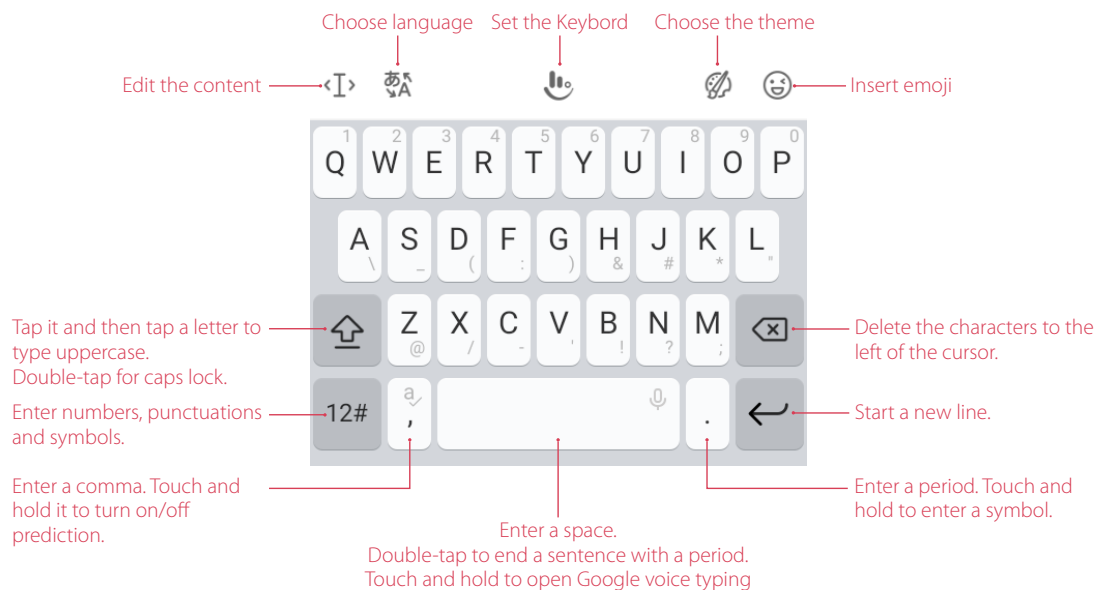 Choose language Set the Keybord Choose the theme
Edit the content あA Insert emoji
1 2 3 4 5 6 7 8 9 0
Q W E R T Y U I O P
A S D F G H J K L
\ _ ( : ) & # * "
Tap it and then tap a letter to
type uppercase.
Double-tap for caps lock.
Z X C V B N M
@ / - ' ! ? ;
Delete the characters to the
left of the cursor.
Enter numbers, punctuations
and symbols.
12# a , .
Start a new line.
Enter a comma. Touch and
hold it to turn on/off
prediction.
Enter a space.
Double-tap to end a sentence with a period.
Touch and hold to open Google voice typing
Enter a period. Touch and
hold to enter a symbol.